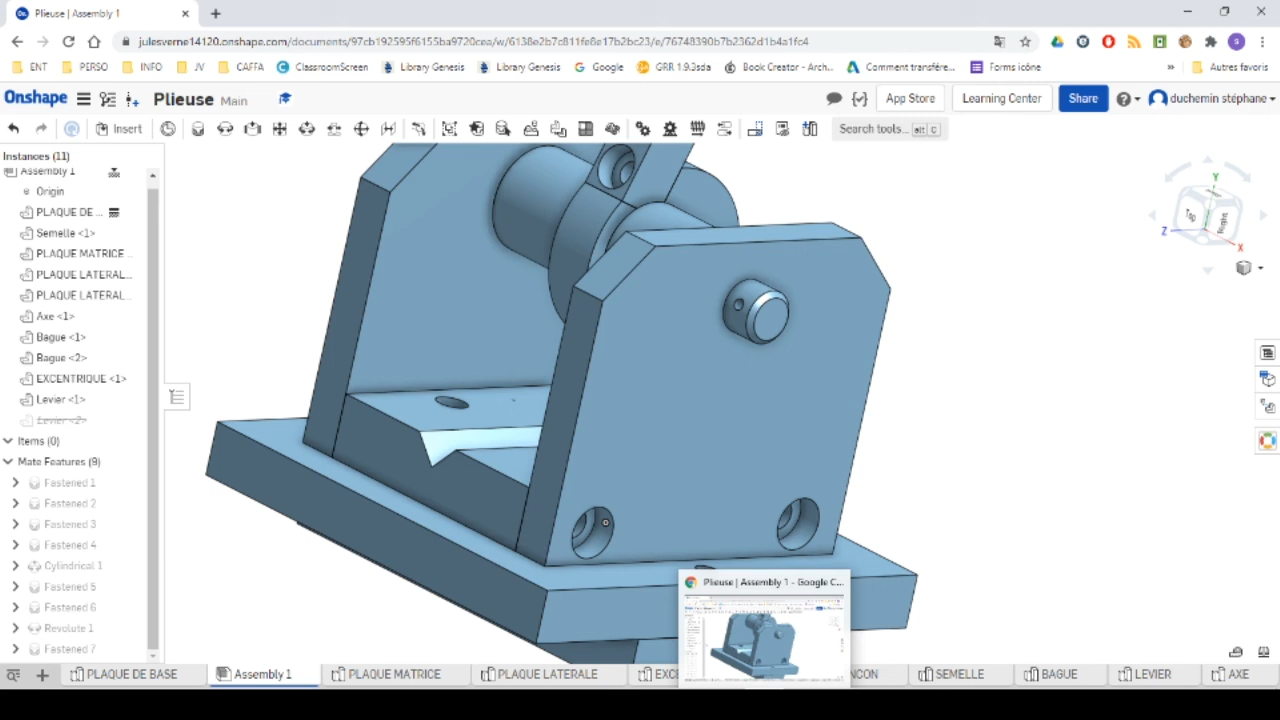 Plieuse | Assembly 1
julesverne14120.onshape.com/documents/97cb192595f6155ba9720cea/w/6138e2b7c811fe8e17b2bc23/e/76748390b7b2362d1b4a1fc4
ENT PERSO INFO JV CAFFA ClassroomScreen Library Genesis Library Genesis Google GRR 1.9.3sda Book Creator - Arch... Comment transfére... Forms icône » Autres favoris
Onshape Plieuse Main App Store Learning Center Share duchemin stéphane
Insert Search tools... alt C
Instances (11)
Assembly 1
Origin
PLAQUE DE ...
Semelle <1>
PLAQUE MATRICE ...
PLAQUE LATERAL...
PLAQUE LATERAL...
Axe <1>
Bague <1>
Bague <2>
EXCENTRIQUE <1>
Levier <1>
Levier <2>
Items (0)
Mate Features (9)
Fastened 1
Fastened 2
Fastened 3
Fastened 4
Cylindrical 1
Fastened 5
Fastened 6
Revolute 1
Fastened 7
Y
Top Right
Z
X
Plieuse | Assembly 1 - Google C...
PLAQUE DE BASE Assembly 1 PLAQUE MATRICE PLAQUE LATERALE EXCE NCON SEMELLE BAGUE LEVIER AXE